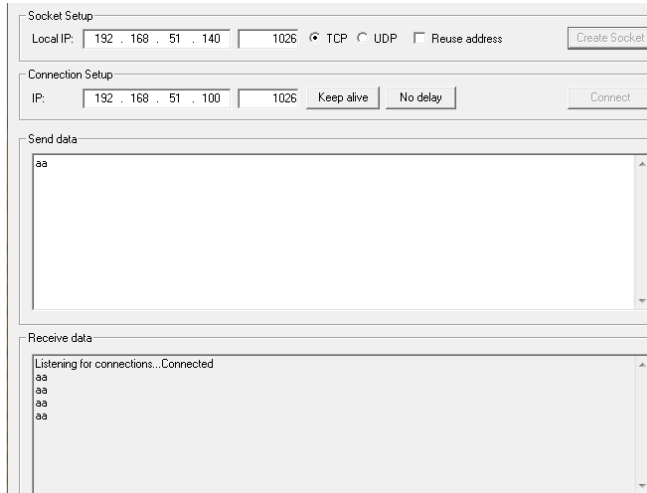 Socket Setup
Local IP: 192 . 168 . 51 . 140 1026 TCP UDP Reuse address Create Socket
Connection Setup
IP: 192 . 168 . 51 . 100 1026 Keep alive No delay Connect
Send data
aa
Receive data
Listening for connections...Connected
aa
aa
aa
aa